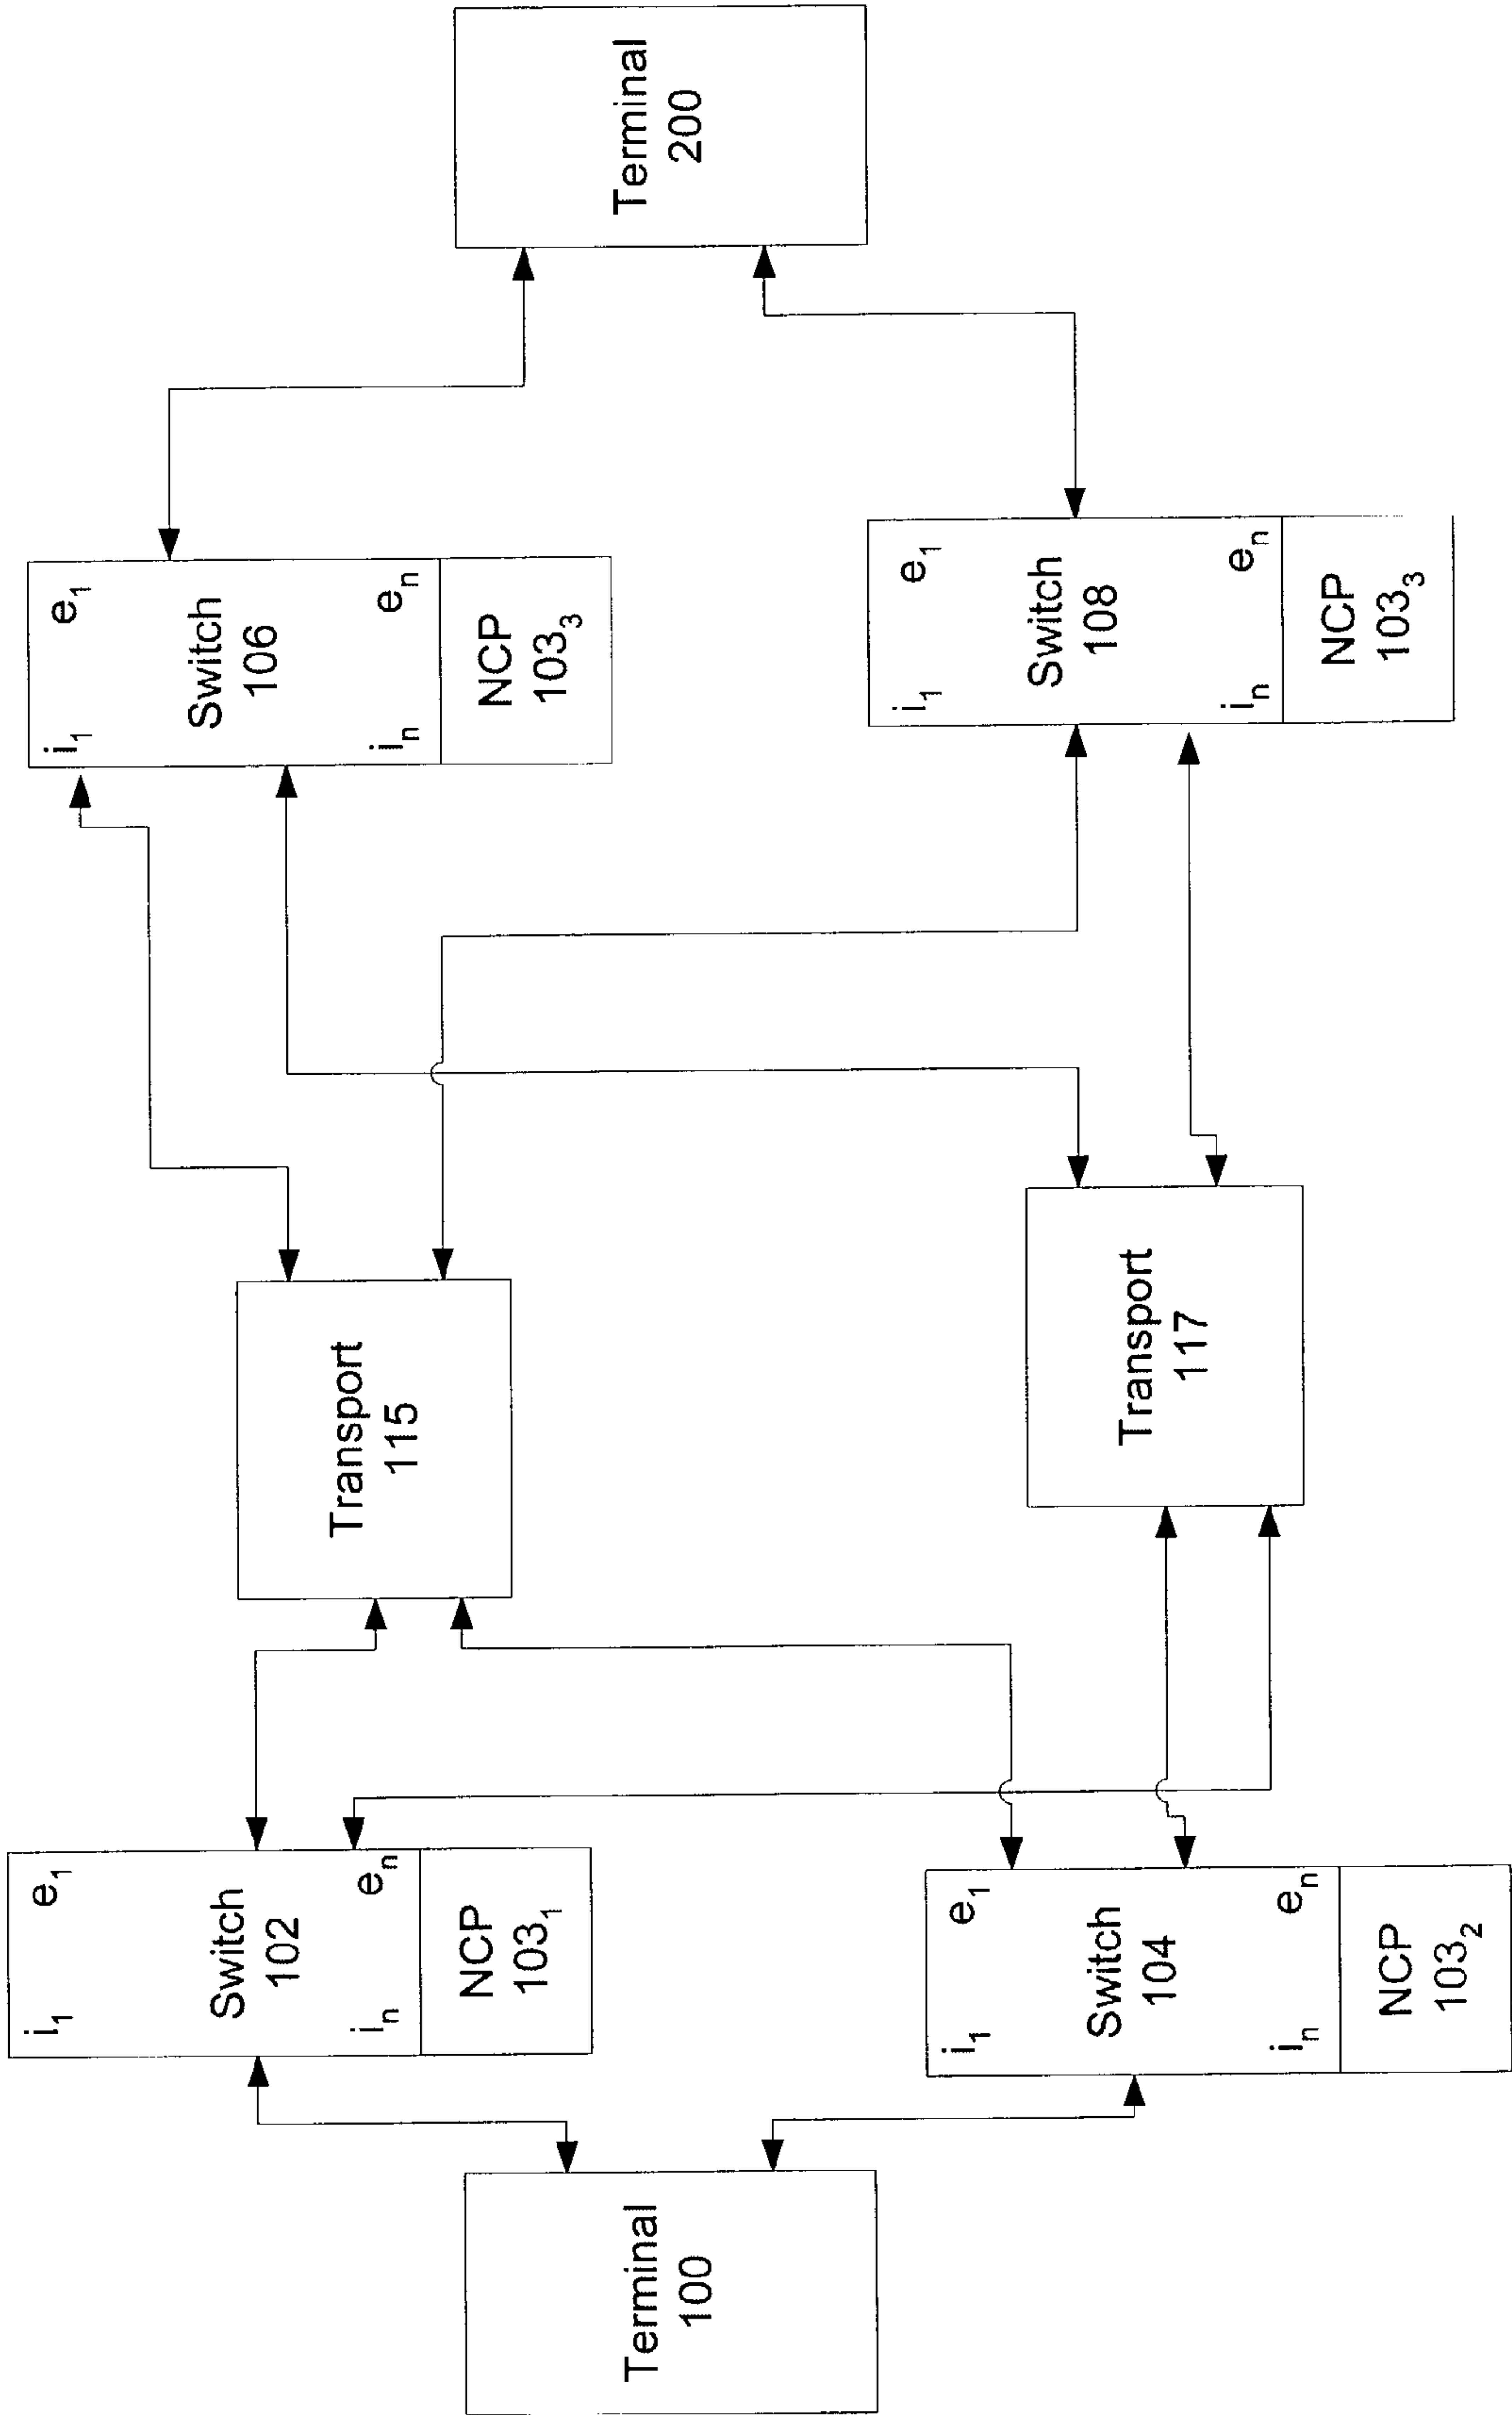 Terminal
100
i₁ e₁
Switch
102
iₙ eₙ
NCP
103₁
i₁ e₁
Switch
104
iₙ eₙ
NCP
103₂
Transport
115
Transport
117
i₁ e₁
Switch
106
iₙ eₙ
NCP
103₃
i₁ e₁
Switch
108
iₙ eₙ
NCP
103₃
Terminal
200